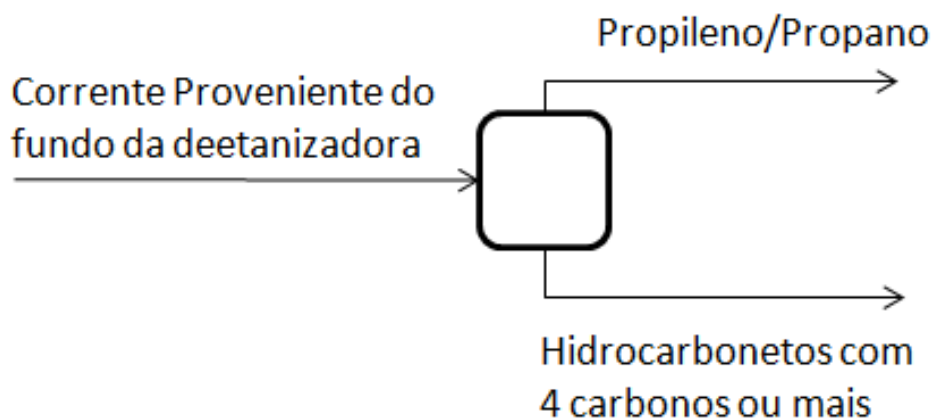 Propileno/Propano
Corrente Proveniente do
fundo da deetanizadora
Hidrocarbonetos com
4 carbonos ou mais